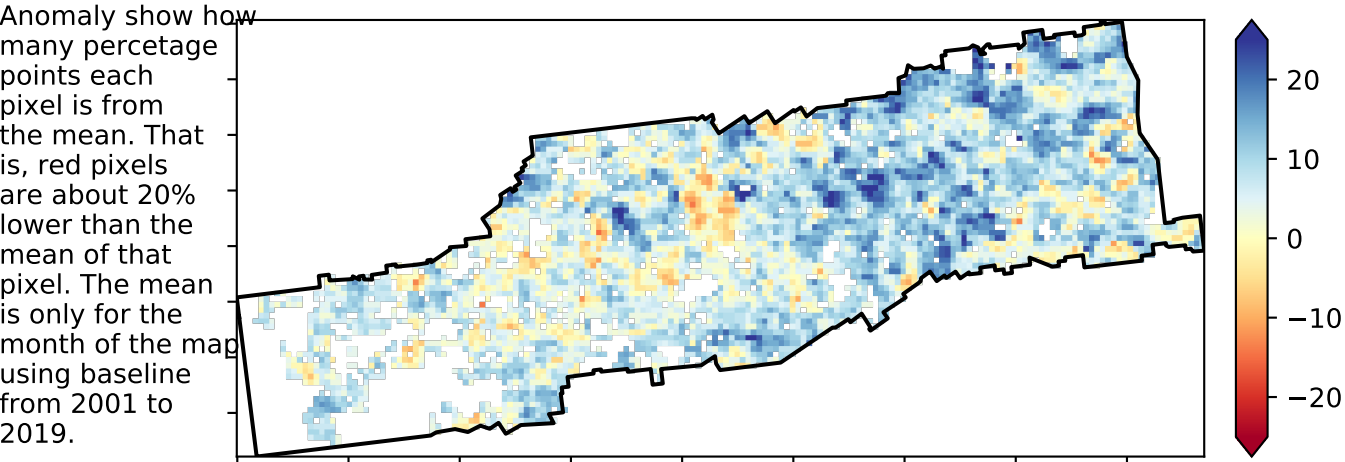 Anomaly show how
many percetage
points each
pixel is from
the mean. That
is, red pixels
are about 20%
lower than the
mean of that
pixel. The mean
is only for the
month of the map
using baseline
from 2001 to
2019.
20
10
0
−10
−20